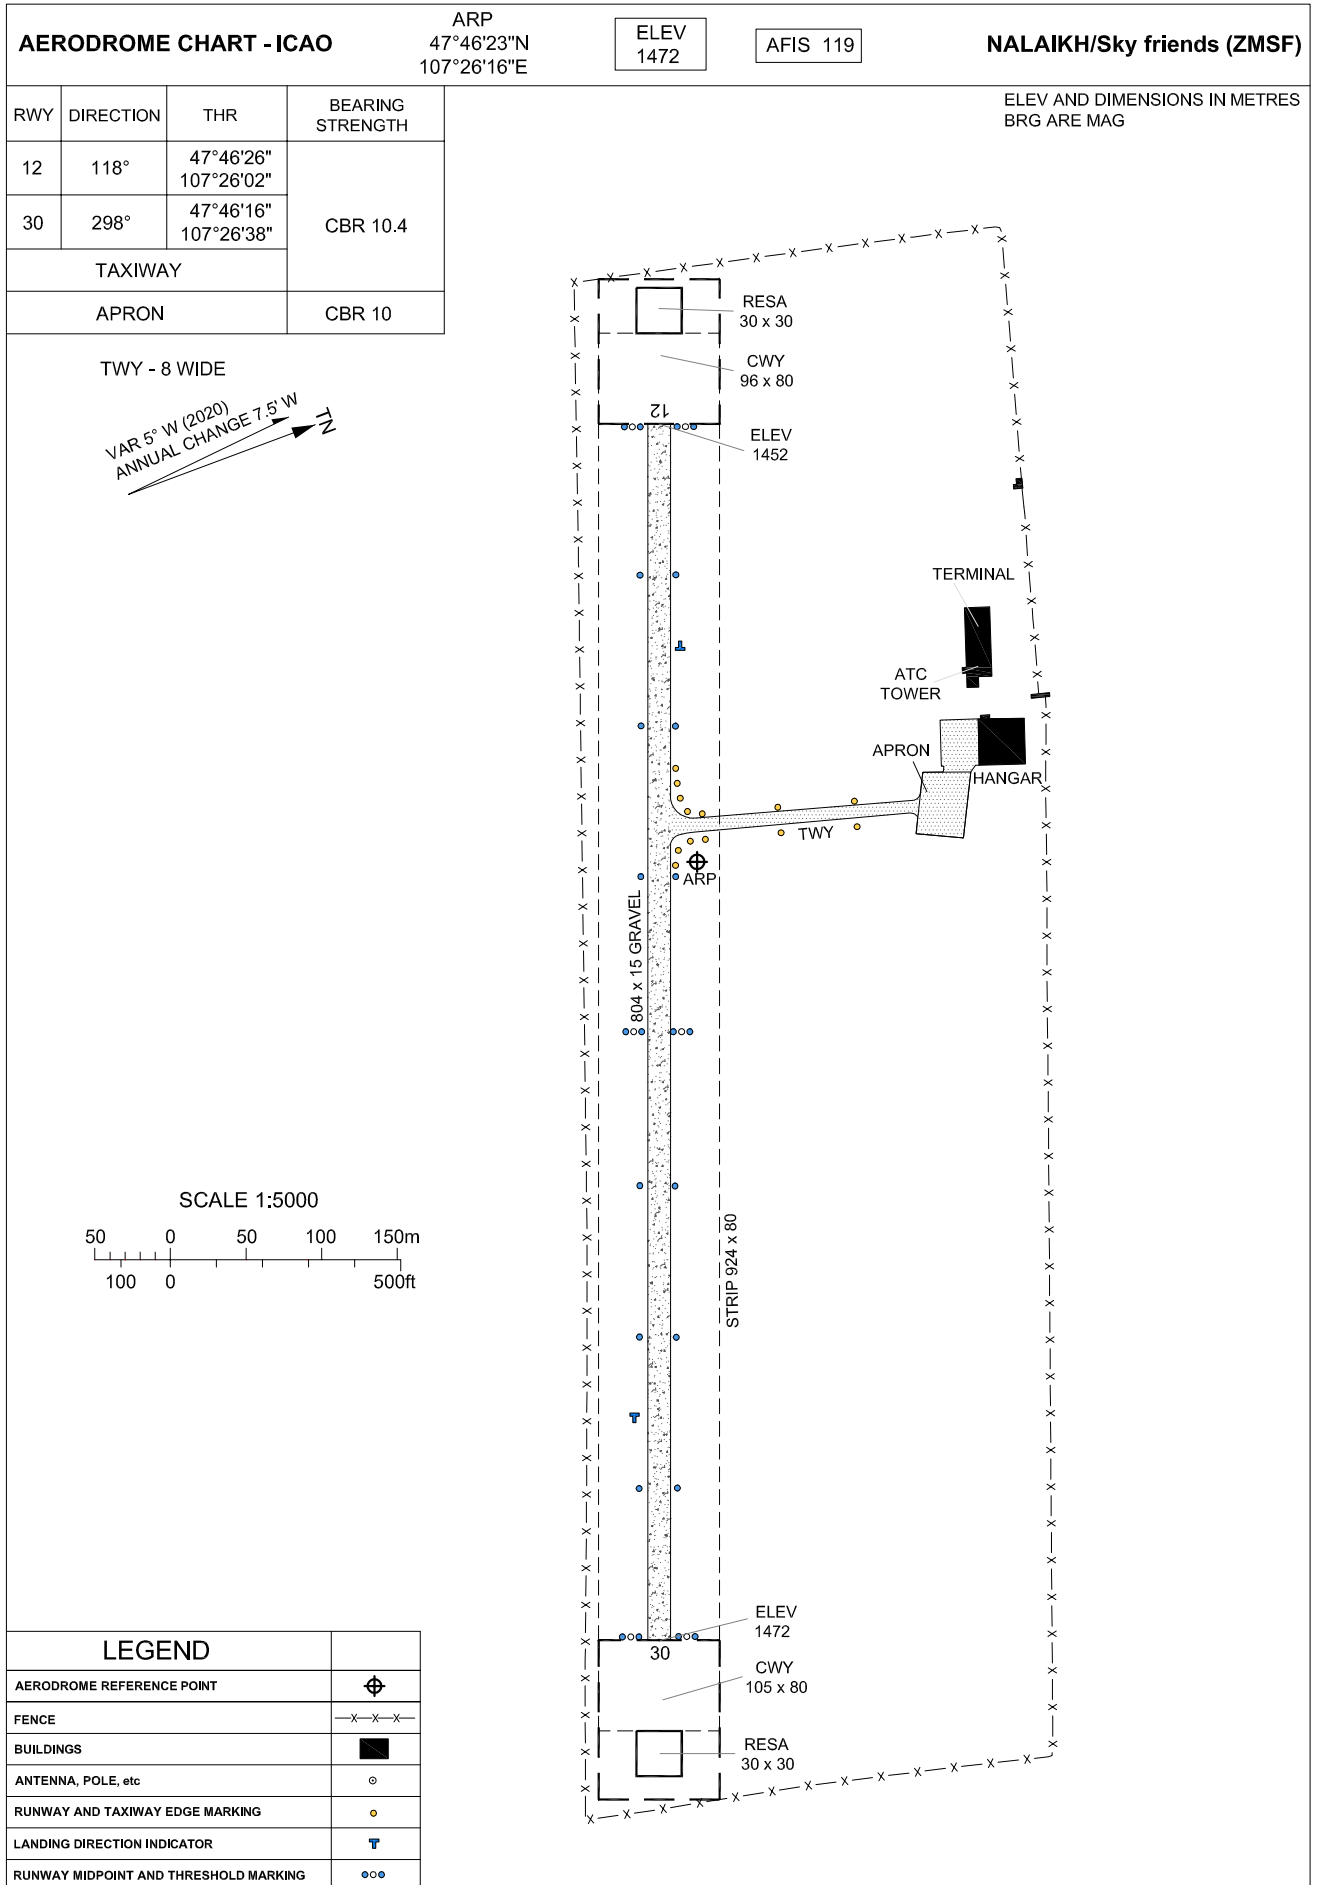 AERODROME CHART - ICAO
ARP
47°46'23"N
107°26'16"E
ELEV
1472
AFIS 119
NALAIKH/Sky friends (ZMSF)
ELEV AND DIMENSIONS IN METRES
BRG ARE MAG
RWY DIRECTION THR BEARING STRENGTH
12 118° 47°46'26" 107°26'02"
30 298° 47°46'16" 107°26'38"
CBR 10.4
TAXIWAY
APRON CBR 10
TWY - 8 WIDE
VAR 5° W (2020)
ANNUAL CHANGE 7.5' W
TN
RESA
30 x 30
CWY
96 x 80
12
ELEV
1452
TERMINAL
ATC
TOWER
APRON
HANGAR
TWY
ARP
804 x 15 GRAVEL
STRIP 924 x 80
SCALE 1:5000
50 0 50 100 150m
100 0 500ft
ELEV
1472
30
CWY
105 x 80
RESA
30 x 30
LEGEND
AERODROME REFERENCE POINT
FENCE
BUILDINGS
ANTENNA, POLE, etc
RUNWAY AND TAXIWAY EDGE MARKING
LANDING DIRECTION INDICATOR
RUNWAY MIDPOINT AND THRESHOLD MARKING